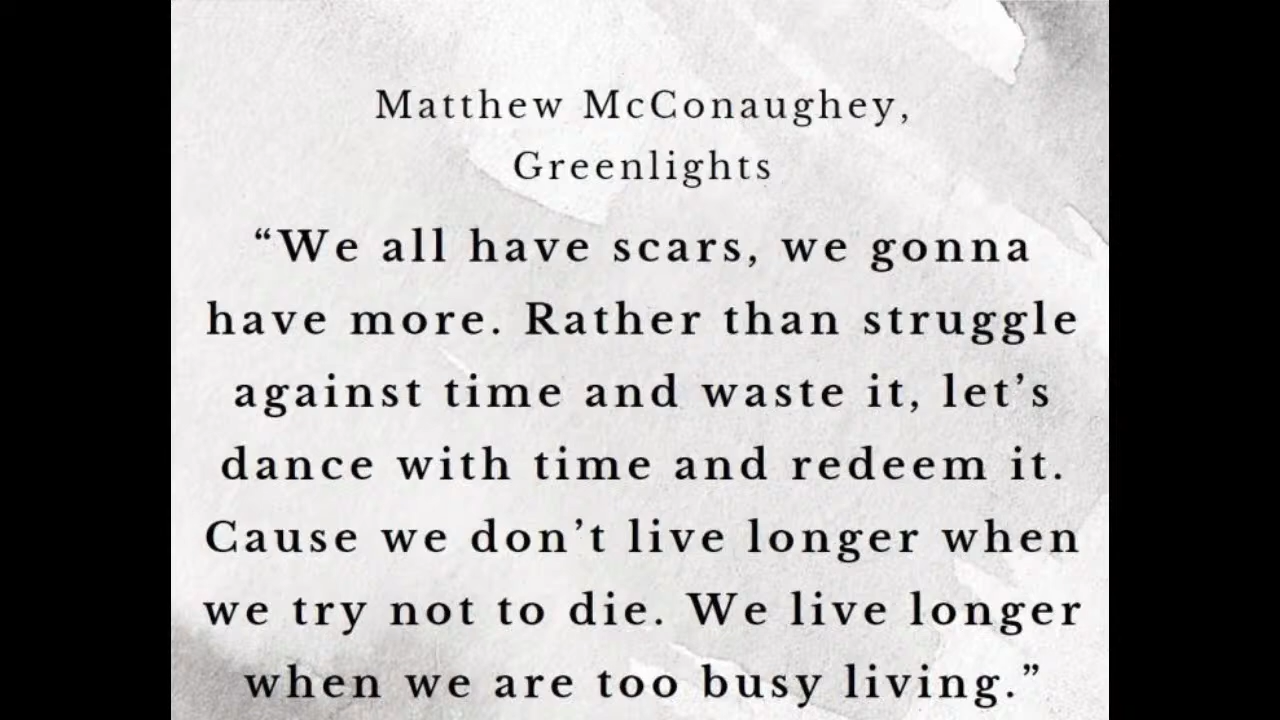 Matthew McConaughey,
Greenlights
“We all have scars, we gonna
have more. Rather than struggle
against time and waste it, let’s
dance with time and redeem it.
Cause we don’t live longer when
we try not to die. We live longer
when we are too busy living.”